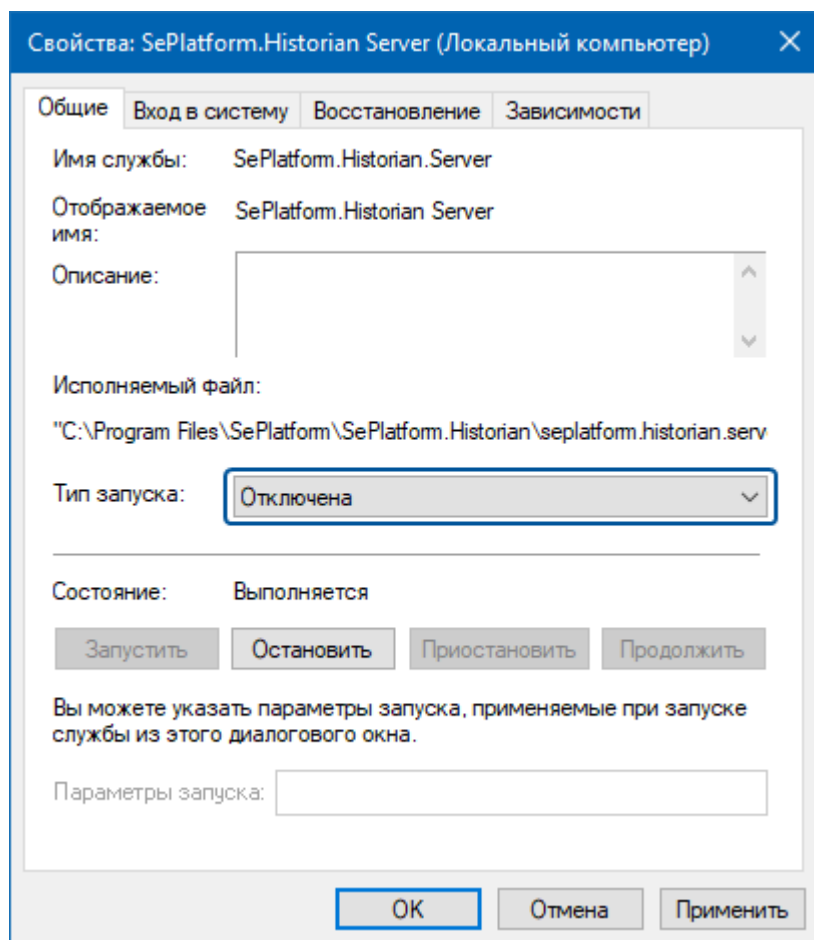 Свойства: SePlatform.Historian Server (Локальный компьютер)
Общие Вход в систему Восстановление Зависимости
Имя службы: SePlatform.Historian.Server
Отображаемое имя: SePlatform.Historian Server
Описание:
Исполняемый файл:
"C:\Program Files\SePlatform\SePlatform.Historian\seplatform.historian.serv
Тип запуска: Отключена
Состояние: Выполняется
Запустить Остановить Приостановить Продолжить
Вы можете указать параметры запуска, применяемые при запуске
службы из этого диалогового окна.
Параметры запуска:
OK Отмена Применить